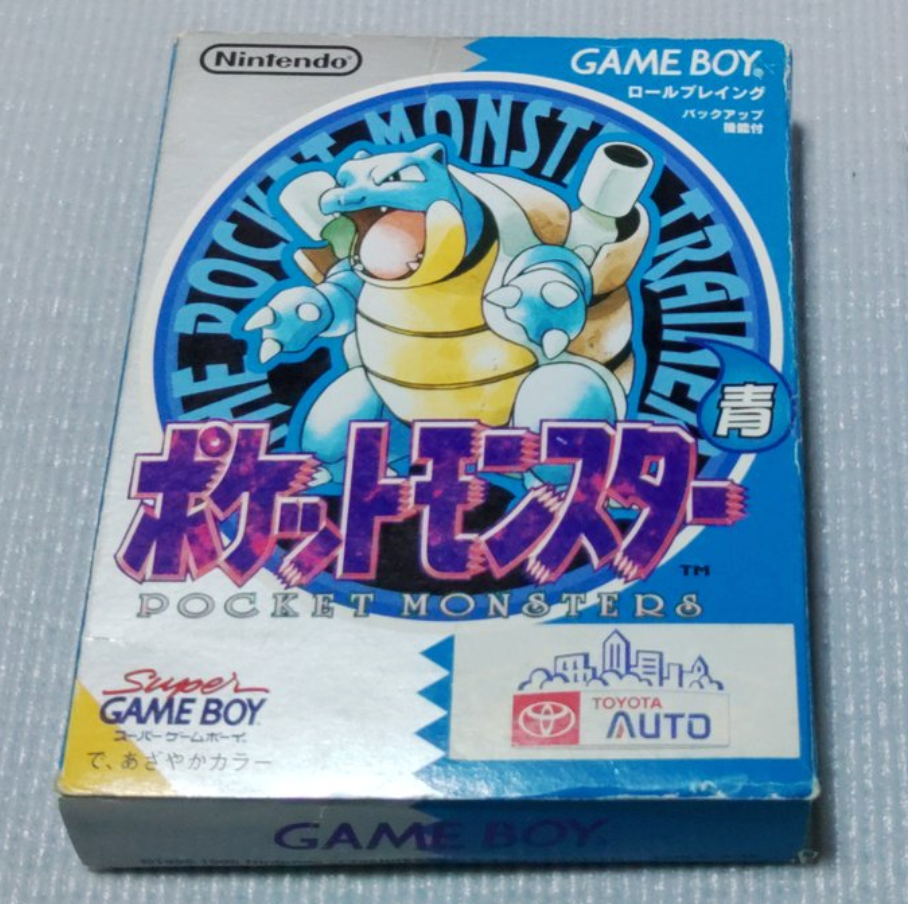 Nintendo
GAME BOY
ロールプレイング
バックアップ
機能付
THE POCKET MONSTER TRAINER
青
ポケットモンスター
TM
POCKET MONSTERS
Super
GAME BOY
スーパーゲームボーイ
で、あざやかカラー
TOYOTA
AUTO
GAME BOY